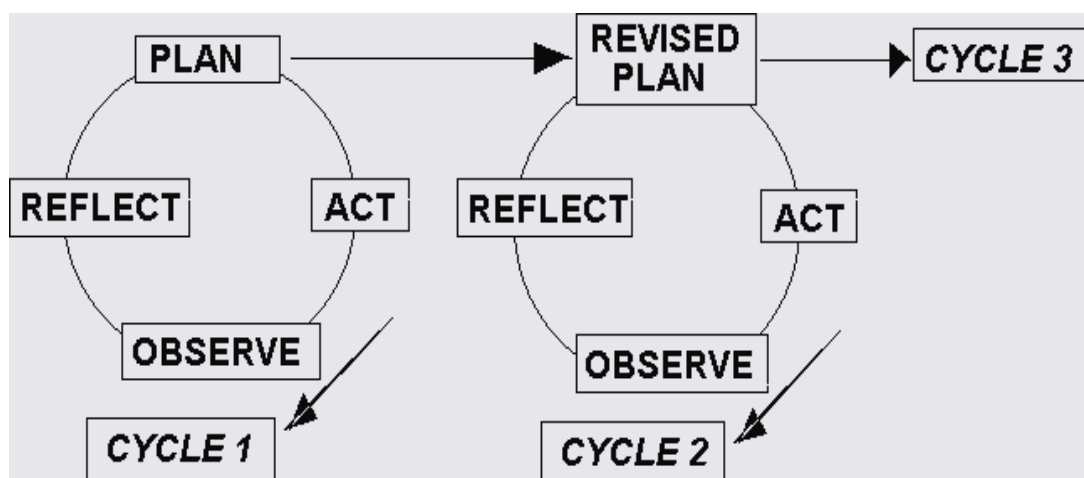 PLAN
REVISED
PLAN
CYCLE 3
REFLECT
ACT
REFLECT
ACT
OBSERVE
OBSERVE
CYCLE 1
CYCLE 2